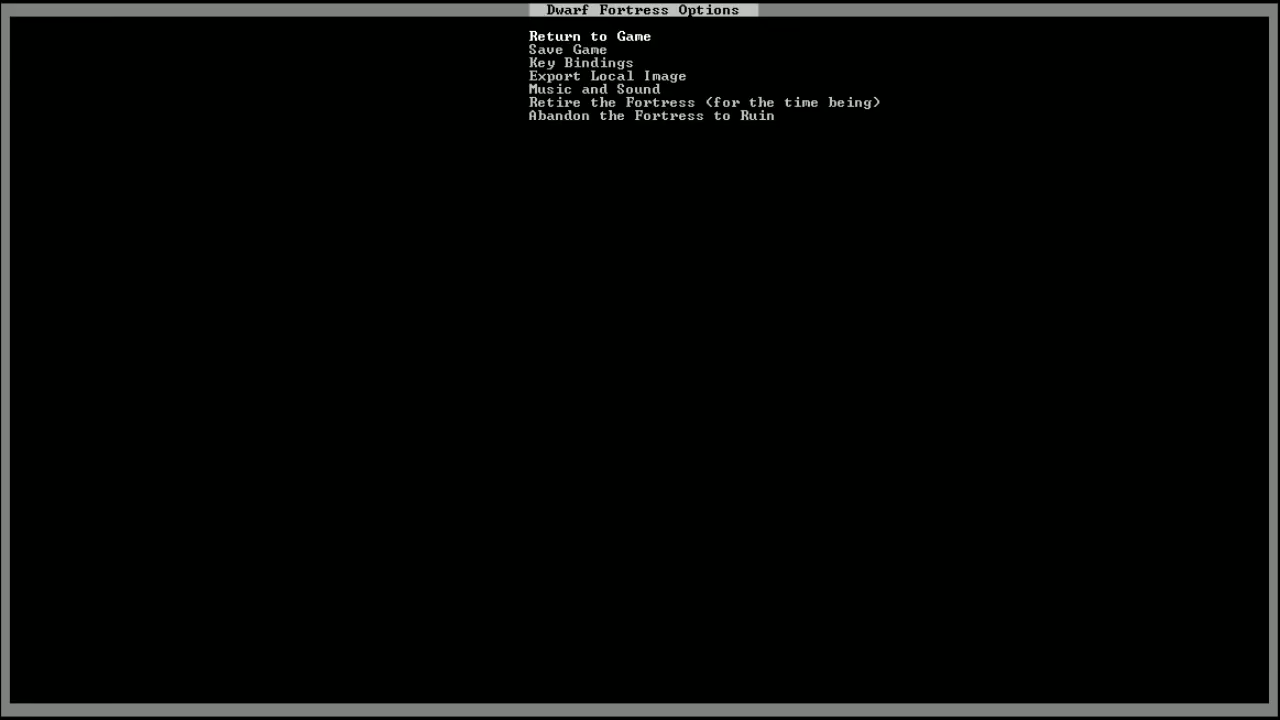 Dwarf Fortress Options
Return to Game
Save Game
Key Bindings
Export Local Image
Music and Sound
Retire the Fortress (for the time being)
Abandon the Fortress to Ruin